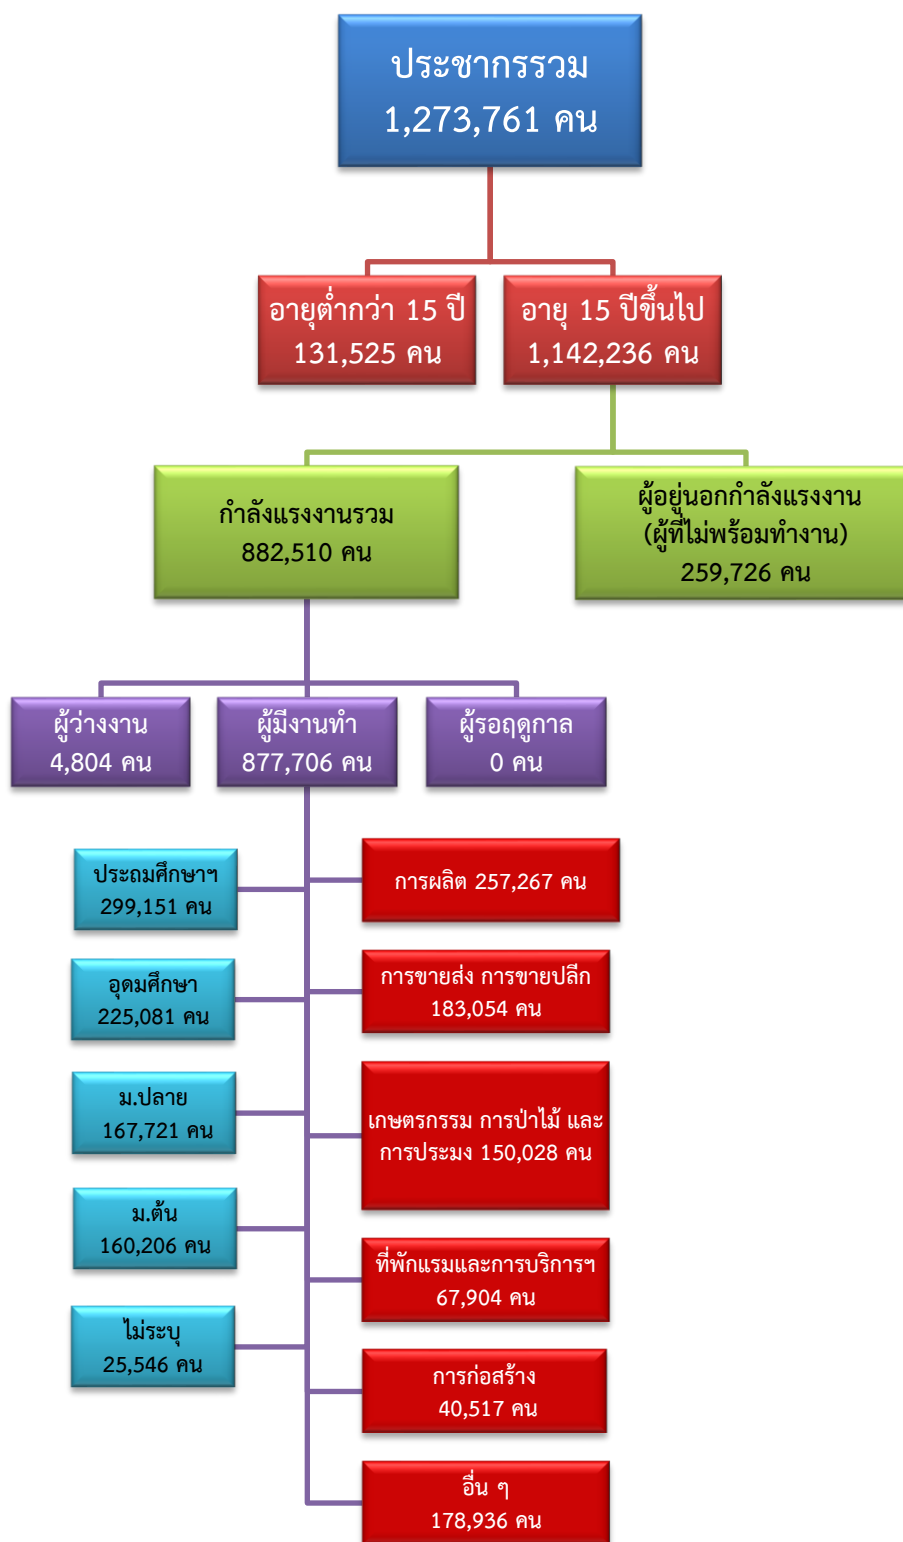 ประชากรรวม
1,273,761 คน
อายุต่ำกว่า 15 ปี
131,525 คน
อายุ 15 ปีขึ้นไป
1,142,236 คน
กำลังแรงงานรวม
882,510 คน
ผู้อยู่นอกกำลังแรงงาน
(ผู้ที่ไม่พร้อมทำงาน)
259,726 คน
ผู้ว่างงาน
4,804 คน
ผู้มีงานทำ
877,706 คน
ผู้รอฤดูกาล
0 คน
ประถมศึกษาฯ
299,151 คน
อุดมศึกษา
225,081 คน
ม.ปลาย
167,721 คน
ม.ต้น
160,206 คน
ไม่ระบุ
25,546 คน
การผลิต 257,267 คน
การขายส่ง การขายปลีก
183,054 คน
เกษตรกรรม การป่าไม้ และ
การประมง 150,028 คน
ที่พักแรมและการบริการฯ
67,904 คน
การก่อสร้าง
40,517 คน
อื่น ๆ
178,936 คน